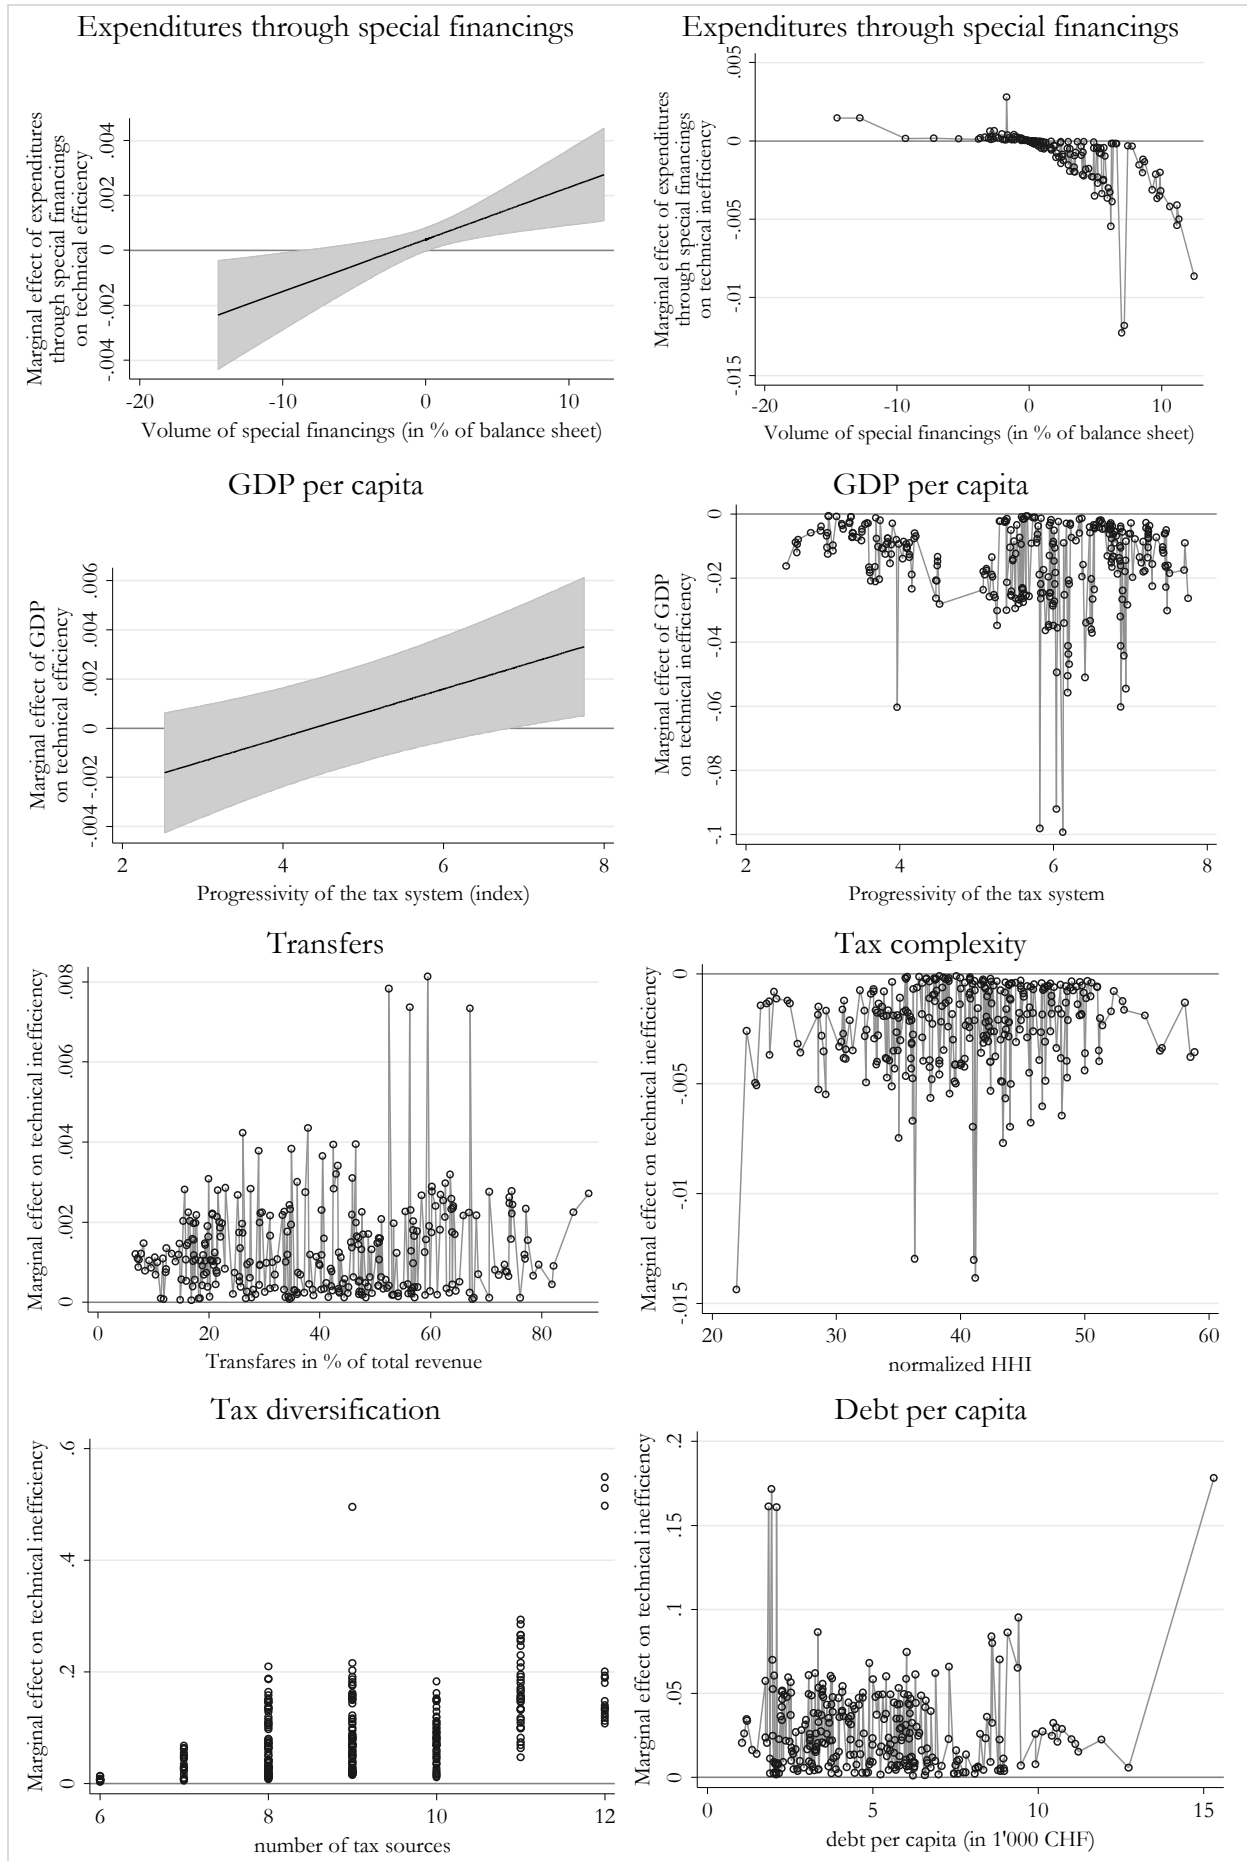 Expenditures through special financings
Marginal effect of expenditures
through special financings
on technical efficiency
.004
.002
0
-.002
-.004
-20 -10 0 10
Volume of special financings (in % of balance sheet)
Expenditures through special financings
Marginal effect of expenditures
through special financings
on technical inefficiency
.005
0
-.005
-.01
-.015
-20 -10 0 10
Volume of special financings (in % of balance sheet)
GDP per capita
Marginal effect of GDP
on technical efficiency
.006
.004
.002
0
-.002
-.004
2 4 6 8
Progressivity of the tax system (index)
GDP per capita
Marginal effect of GDP
on technical inefficiency
0
-.02
-.04
-.06
-.08
-.1
2 4 6 8
Progressivity of the tax system
Transfers
Marginal effect on technical inefficiency
.008
.006
.004
.002
0
0 20 40 60 80
Transfares in % of total revenue
Tax complexity
Marginal effect on technical inefficiency
0
-.005
-.01
-.015
20 30 40 50 60
normalized HHI
Tax diversification
Marginal effect on technical inefficiency
.6
.4
.2
0
6 8 10 12
number of tax sources
Debt per capita
Marginal effect on technical inefficiency
.2
.15
.1
.05
0
0 5 10 15
debt per capita (in 1'000 CHF)